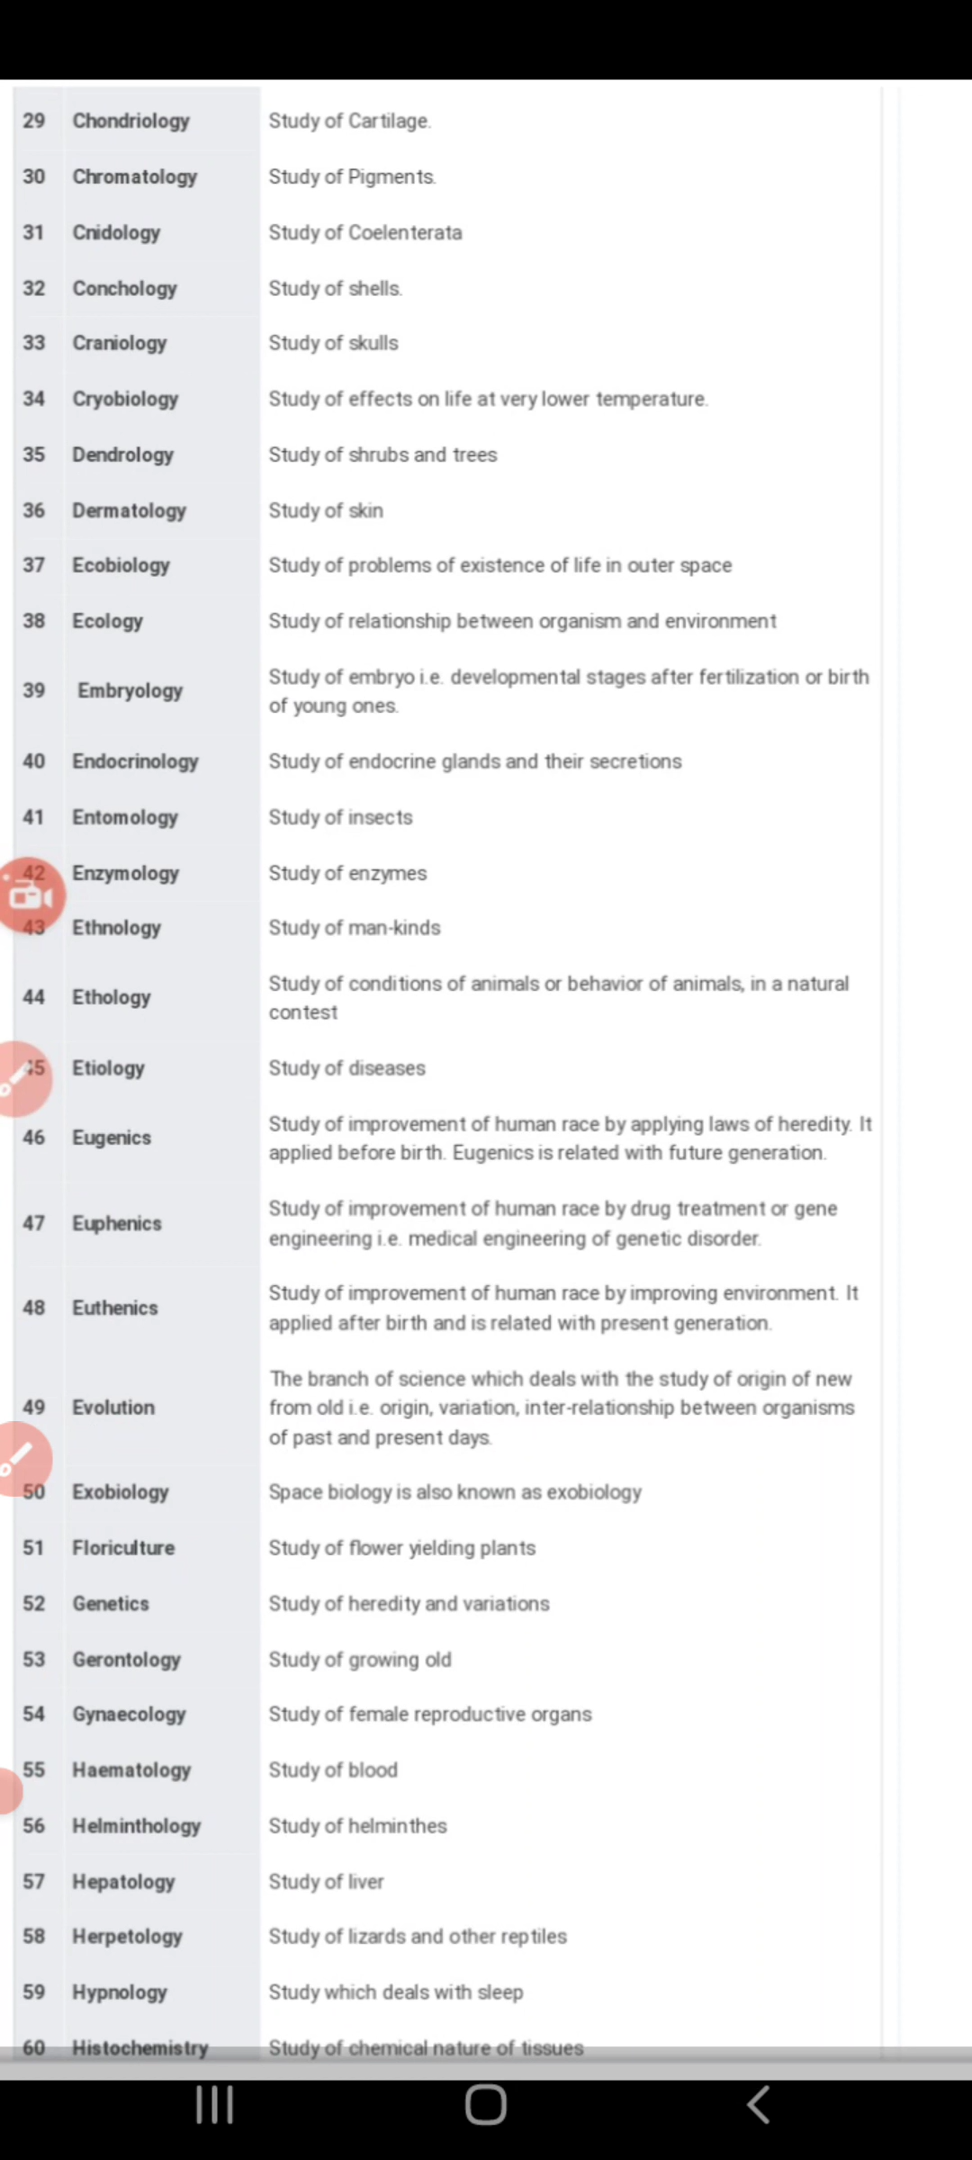 29 Chondriology Study of Cartilage.
30 Chromatology Study of Pigments.
31 Cnidology Study of Coelenterata
32 Conchology Study of shells.
33 Craniology Study of skulls
34 Cryobiology Study of effects on life at very lower temperature.
35 Dendrology Study of shrubs and trees
36 Dermatology Study of skin
37 Ecobiology Study of problems of existence of life in outer space
38 Ecology Study of relationship between organism and environment
39 Embryology Study of embryo i.e. developmental stages after fertilization or birth
of young ones.
40 Endocrinology Study of endocrine glands and their secretions
41 Entomology Study of insects
42 Enzymology Study of enzymes
43 Ethnology Study of man-kinds
44 Ethology Study of conditions of animals or behavior of animals, in a natural
contest
45 Etiology Study of diseases
46 Eugenics Study of improvement of human race by applying laws of heredity. It
applied before birth. Eugenics is related with future generation.
47 Euphenics Study of improvement of human race by drug treatment or gene
engineering i.e. medical engineering of genetic disorder.
48 Euthenics Study of improvement of human race by improving environment. It
applied after birth and is related with present generation.
49 Evolution The branch of science which deals with the study of origin of new
from old i.e. origin, variation, inter-relationship between organisms
of past and present days.
50 Exobiology Space biology is also known as exobiology
51 Floriculture Study of flower yielding plants
52 Genetics Study of heredity and variations
53 Gerontology Study of growing old
54 Gynaecology Study of female reproductive organs
55 Haematology Study of blood
56 Helminthology Study of helminthes
57 Hepatology Study of liver
58 Herpetology Study of lizards and other reptiles
59 Hypnology Study which deals with sleep
60 Histochemistry Study of chemical nature of tissues